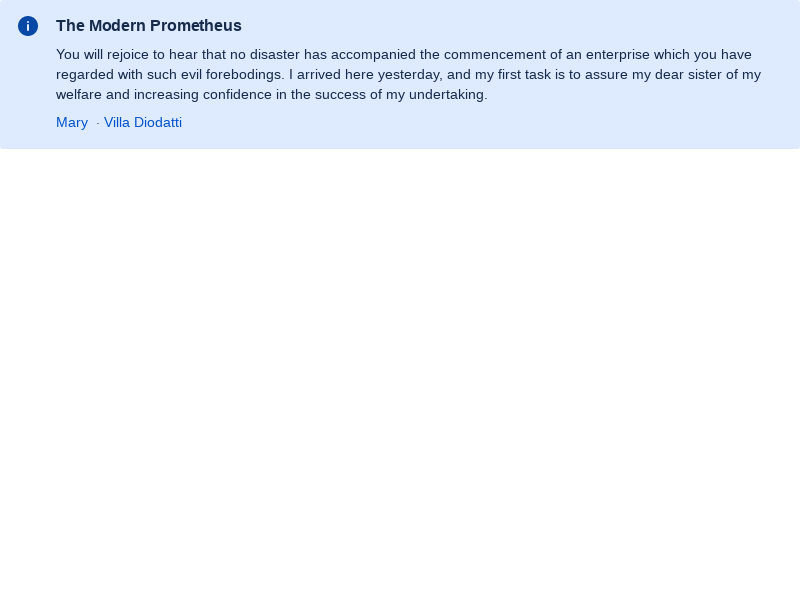 The Modern Prometheus
You will rejoice to hear that no disaster has accompanied the commencement of an enterprise which you have
regarded with such evil forebodings. I arrived here yesterday, and my first task is to assure my dear sister of my
welfare and increasing confidence in the success of my undertaking.
Mary · Villa Diodatti